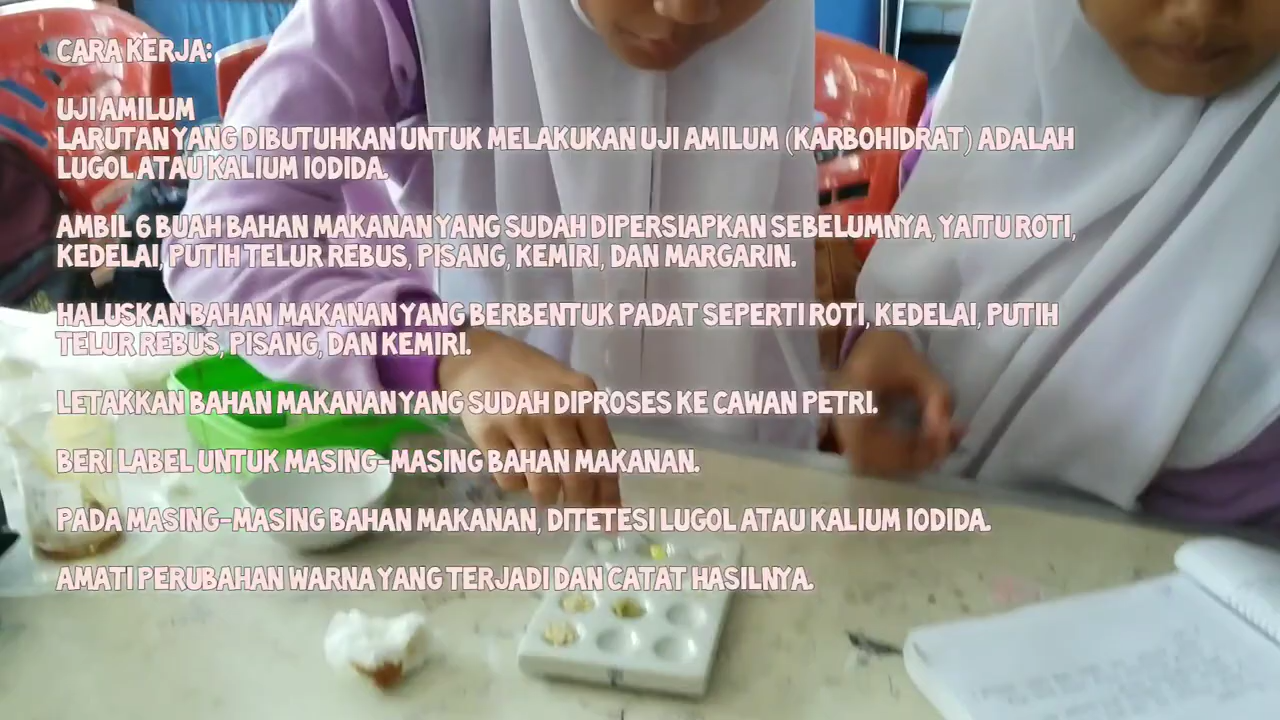 CARA KERJA:
UJI AMILUM
LARUTAN YANG DIBUTUHKAN UNTUK MELAKUKAN UJI AMILUM (KARBOHIDRAT) ADALAH
LUGOL ATAU KALIUM IODIDA.
AMBIL 6 BUAH BAHAN MAKANAN YANG SUDAH DIPERSIAPKAN SEBELUMNYA, YAITU ROTI,
KEDELAI, PUTIH TELUR REBUS, PISANG, KEMIRI, DAN MARGARIN.
HALUSKAN BAHAN MAKANAN YANG BERBENTUK PADAT SEPERTI ROTI, KEDELAI, PUTIH
TELUR REBUS, PISANG, DAN KEMIRI.
LETAKKAN BAHAN MAKANAN YANG SUDAH DIPROSES KE CAWAN PETRI.
BERI LABEL UNTUK MASING-MASING BAHAN MAKANAN.
PADA MASING-MASING BAHAN MAKANAN, DITETESI LUGOL ATAU KALIUM IODIDA.
AMATI PERUBAHAN WARNA YANG TERJADI DAN CATAT HASILNYA.